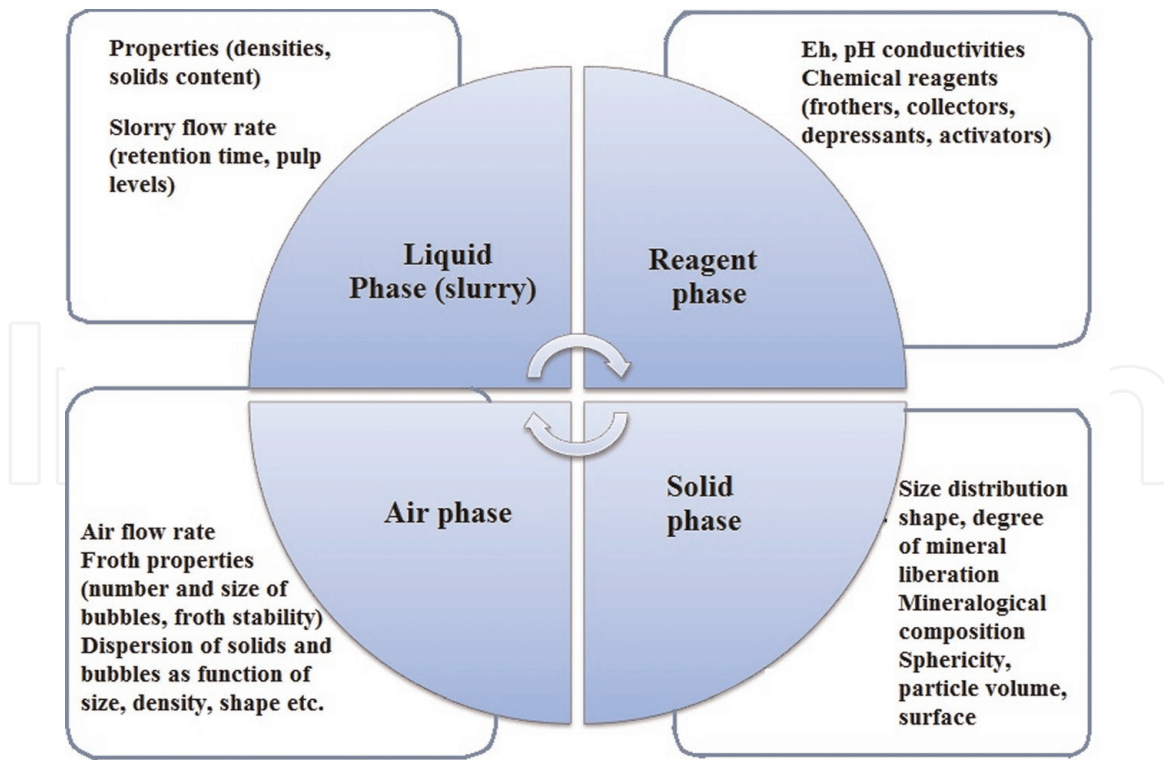 Properties (densities,
solids content)
Slorry flow rate
(retention time, pulp
levels)
Eh, pH conductivities
Chemical reagents
(frothers, collectors,
depressants, activators)
Liquid
Phase (slurry)
Reagent
phase
Air phase
Solid
phase
Air flow rate
Froth properties
(number and size of
bubbles, froth stability)
Dispersion of solids and
bubbles as function of
size, density, shape etc.
Size distribution
shape, degree
of mineral
liberation
Mineralogical
composition
Sphericity,
particle volume,
surface